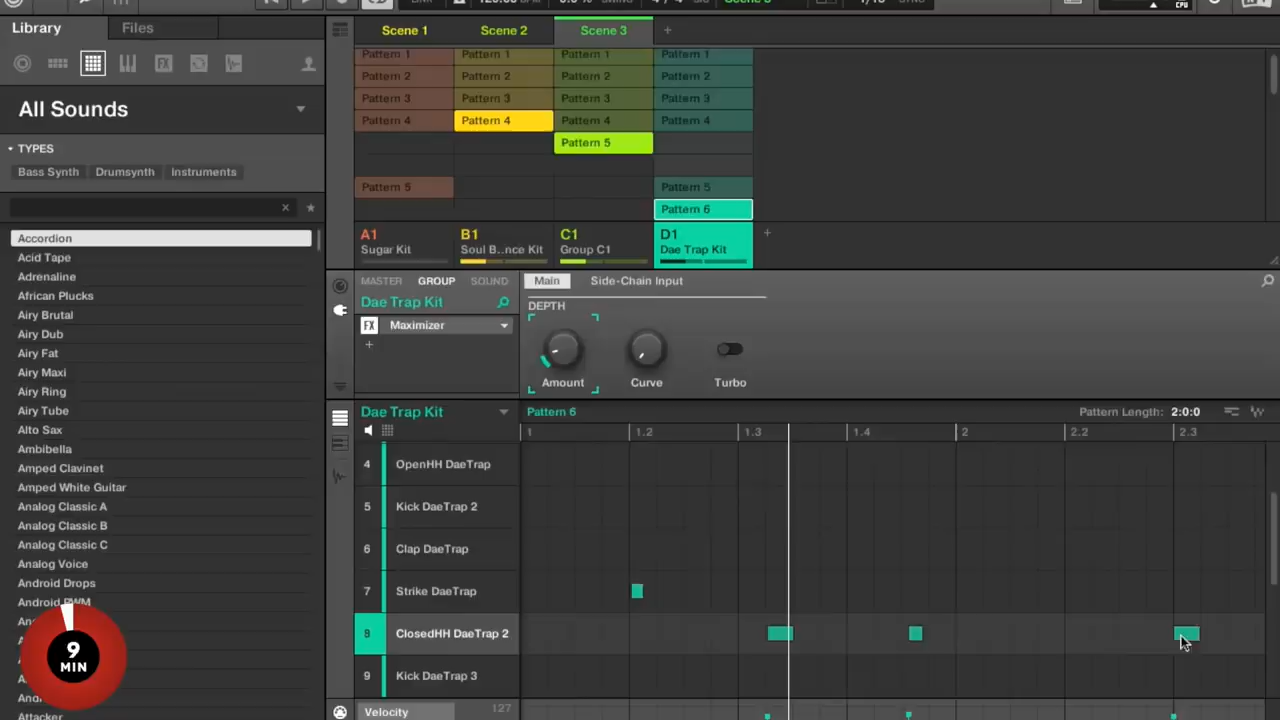 Library
Files
All Sounds
TYPES
Bass Synth
Drumsynth
Instruments
Accordion
Acid Tape
Adrenaline
African Plucks
Airy Brutal
Airy Dub
Airy Fat
Airy Maxi
Airy Ring
Airy Tube
Alto Sax
Ambibella
Amped Clavinet
Amped White Guitar
Analog Classic A
Analog Classic B
Analog Classic C
Analog Voice
Android Drops
Attacker
9
MIN
Scene 1
Scene 2
Scene 3
+
Pattern 1 Pattern 1 Pattern 1 Pattern 1
Pattern 2 Pattern 2 Pattern 2 Pattern 2
Pattern 3 Pattern 3 Pattern 3 Pattern 3
Pattern 4 Pattern 4 Pattern 4 Pattern 4
Pattern 5
Pattern 5 Pattern 5
Pattern 6
A1 B1 C1 D1
Sugar Kit Soul B..nce Kit Group C1 Dae Trap Kit
MASTER GROUP SOUND
Dae Trap Kit
FX Maximizer
+
Main Side-Chain Input
DEPTH
Amount Curve Turbo
Dae Trap Kit
Pattern 6
Pattern Length: 2:0:0
1 1.2 1.3 1.4 2 2.2 2.3
4 OpenHH DaeTrap
5 Kick DaeTrap 2
6 Clap DaeTrap
7 Strike DaeTrap
8 ClosedHH DaeTrap 2
9 Kick DaeTrap 3
Velocity 127
CPU